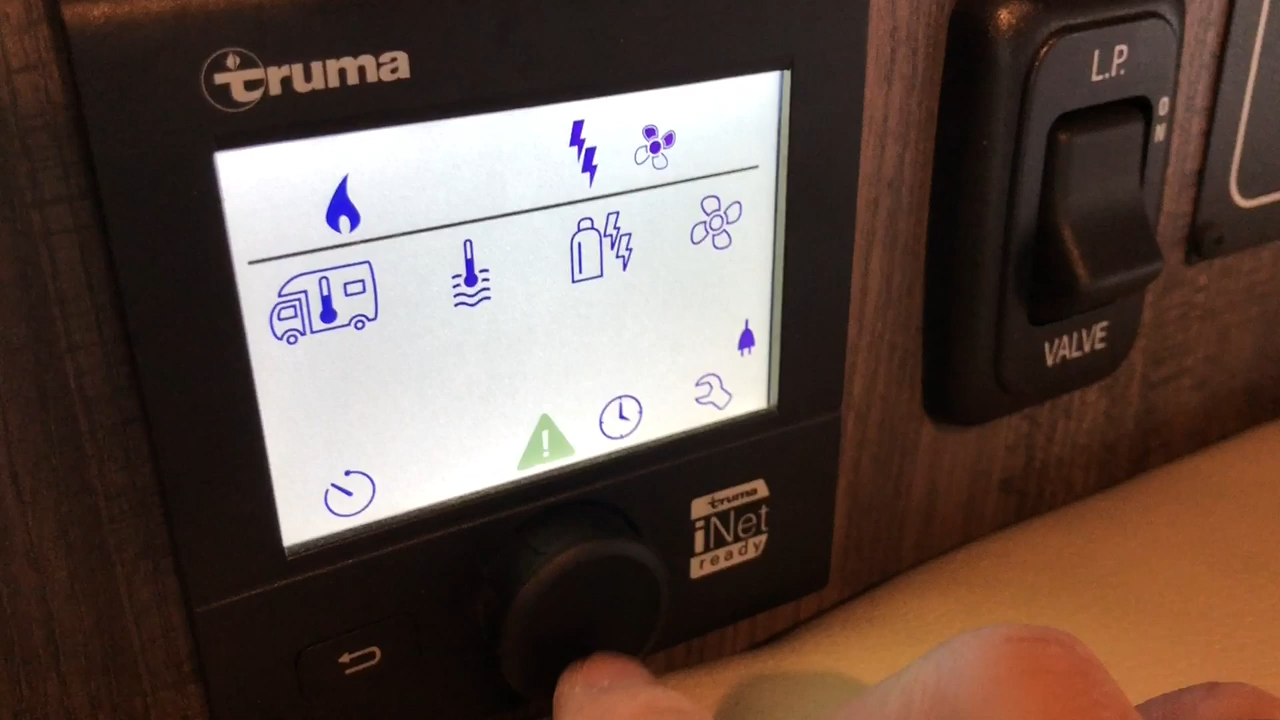 truma
L.P.
ON
VALVE
truma
iNet
ready